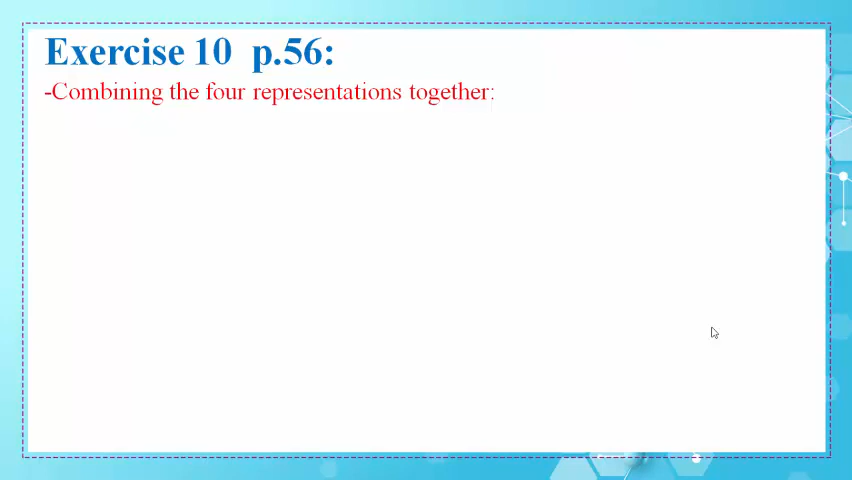 Exercise 10 p.56:
-Combining the four representations together: